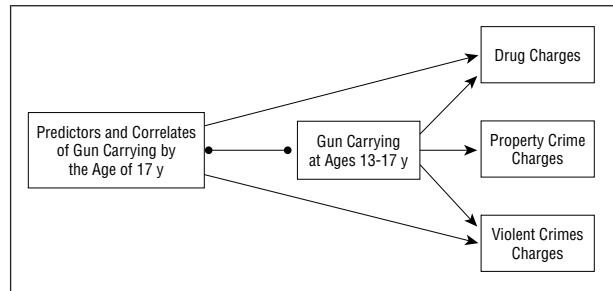 Predictors and Correlates
of Gun Carrying by
the Age of 17 y
Gun Carrying
at Ages 13-17 y
Drug Charges
Property Crime
Charges
Violent Crimes
Charges